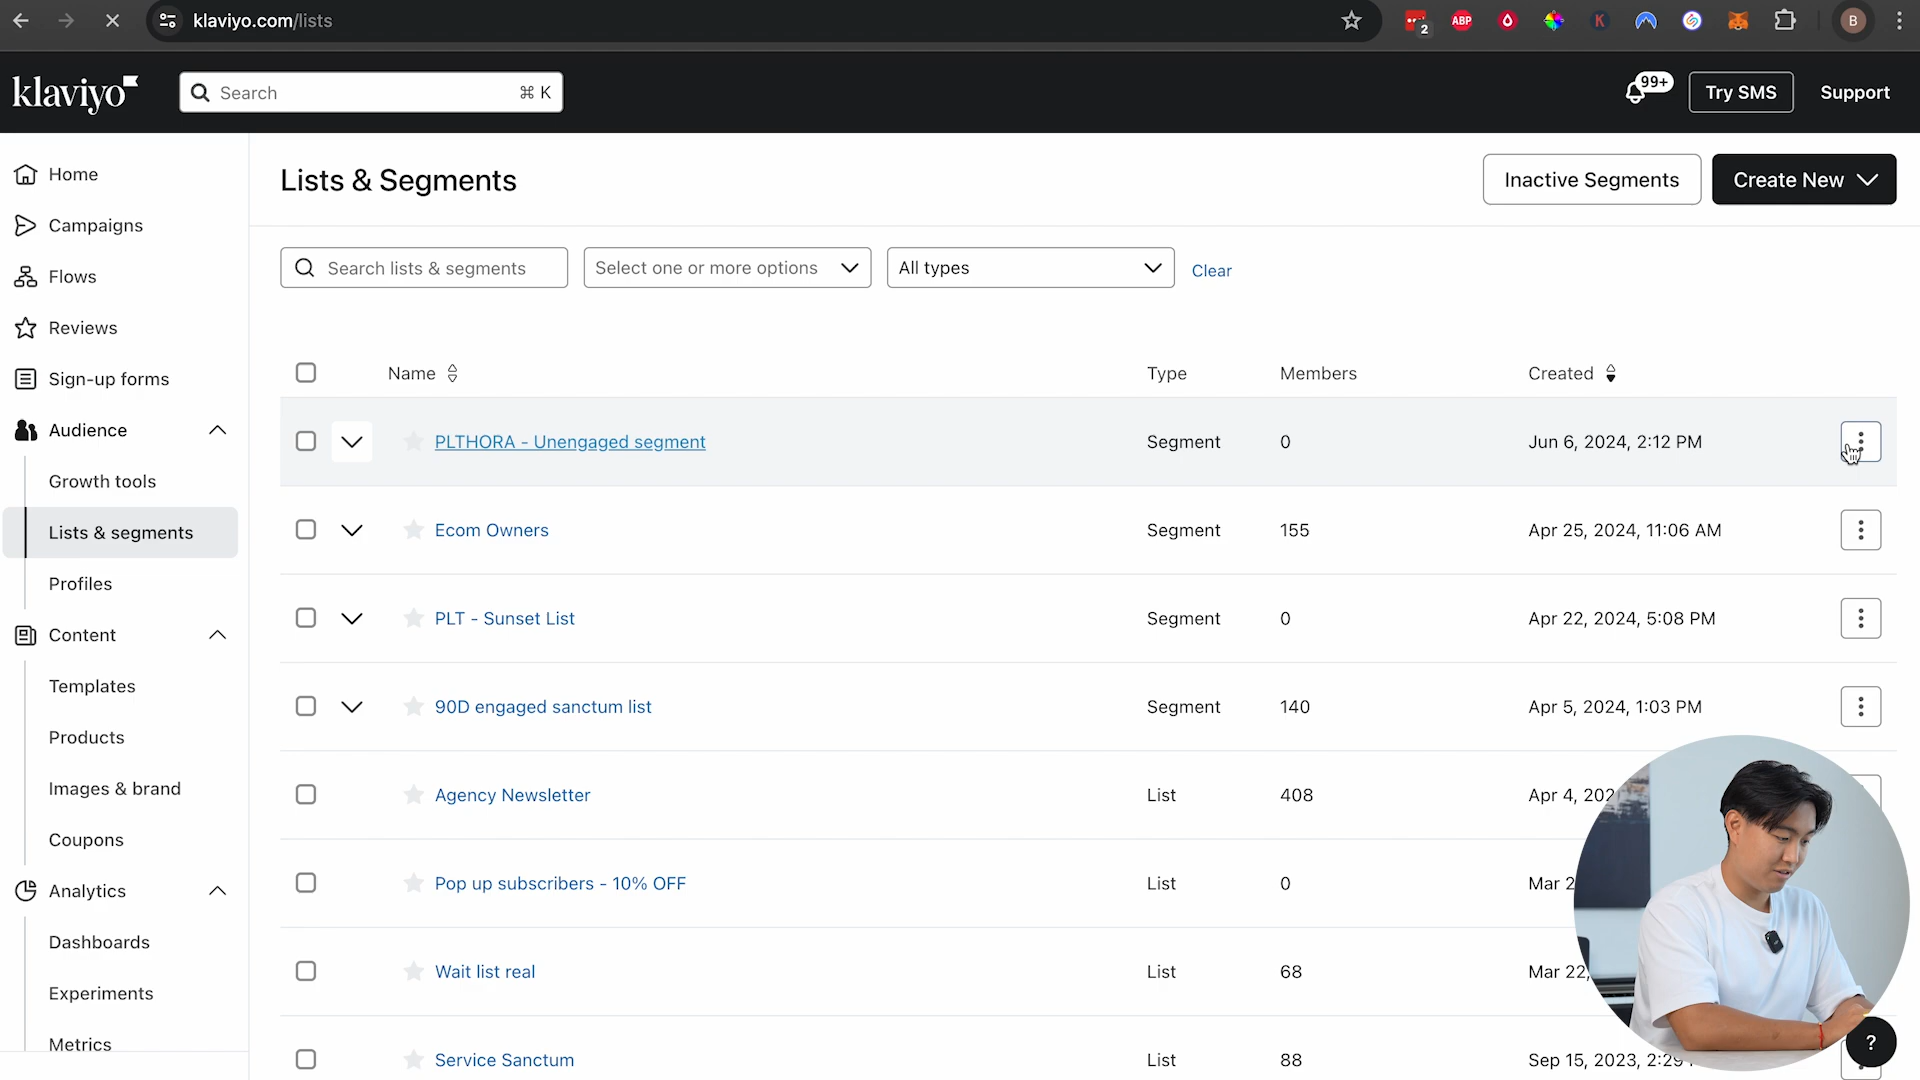 klaviyo.com/lists
2
ABP
K
B
klaviyo
Search
⌘ K
99+
Try SMS
Support
Home
Campaigns
Flows
Reviews
Sign-up forms
Audience
Growth tools
Lists & segments
Profiles
Content
Templates
Products
Images & brand
Coupons
Analytics
Dashboards
Experiments
Metrics
Lists & Segments
Inactive Segments
Create New
Search lists & segments
Select one or more options
All types
Clear
Name Type Members Created
PLTHORA - Unengaged segment Segment 0 Jun 6, 2024, 2:12 PM
Ecom Owners Segment 155 Apr 25, 2024, 11:06 AM
PLT - Sunset List Segment 0 Apr 22, 2024, 5:08 PM
90D engaged sanctum list Segment 140 Apr 5, 2024, 1:03 PM
Agency Newsletter List 408 Apr 4, 202
Pop up subscribers - 10% OFF List 0 Mar 2
Wait list real List 68 Mar 22,
Service Sanctum List 88 Sep 15, 2023, 2:29
?